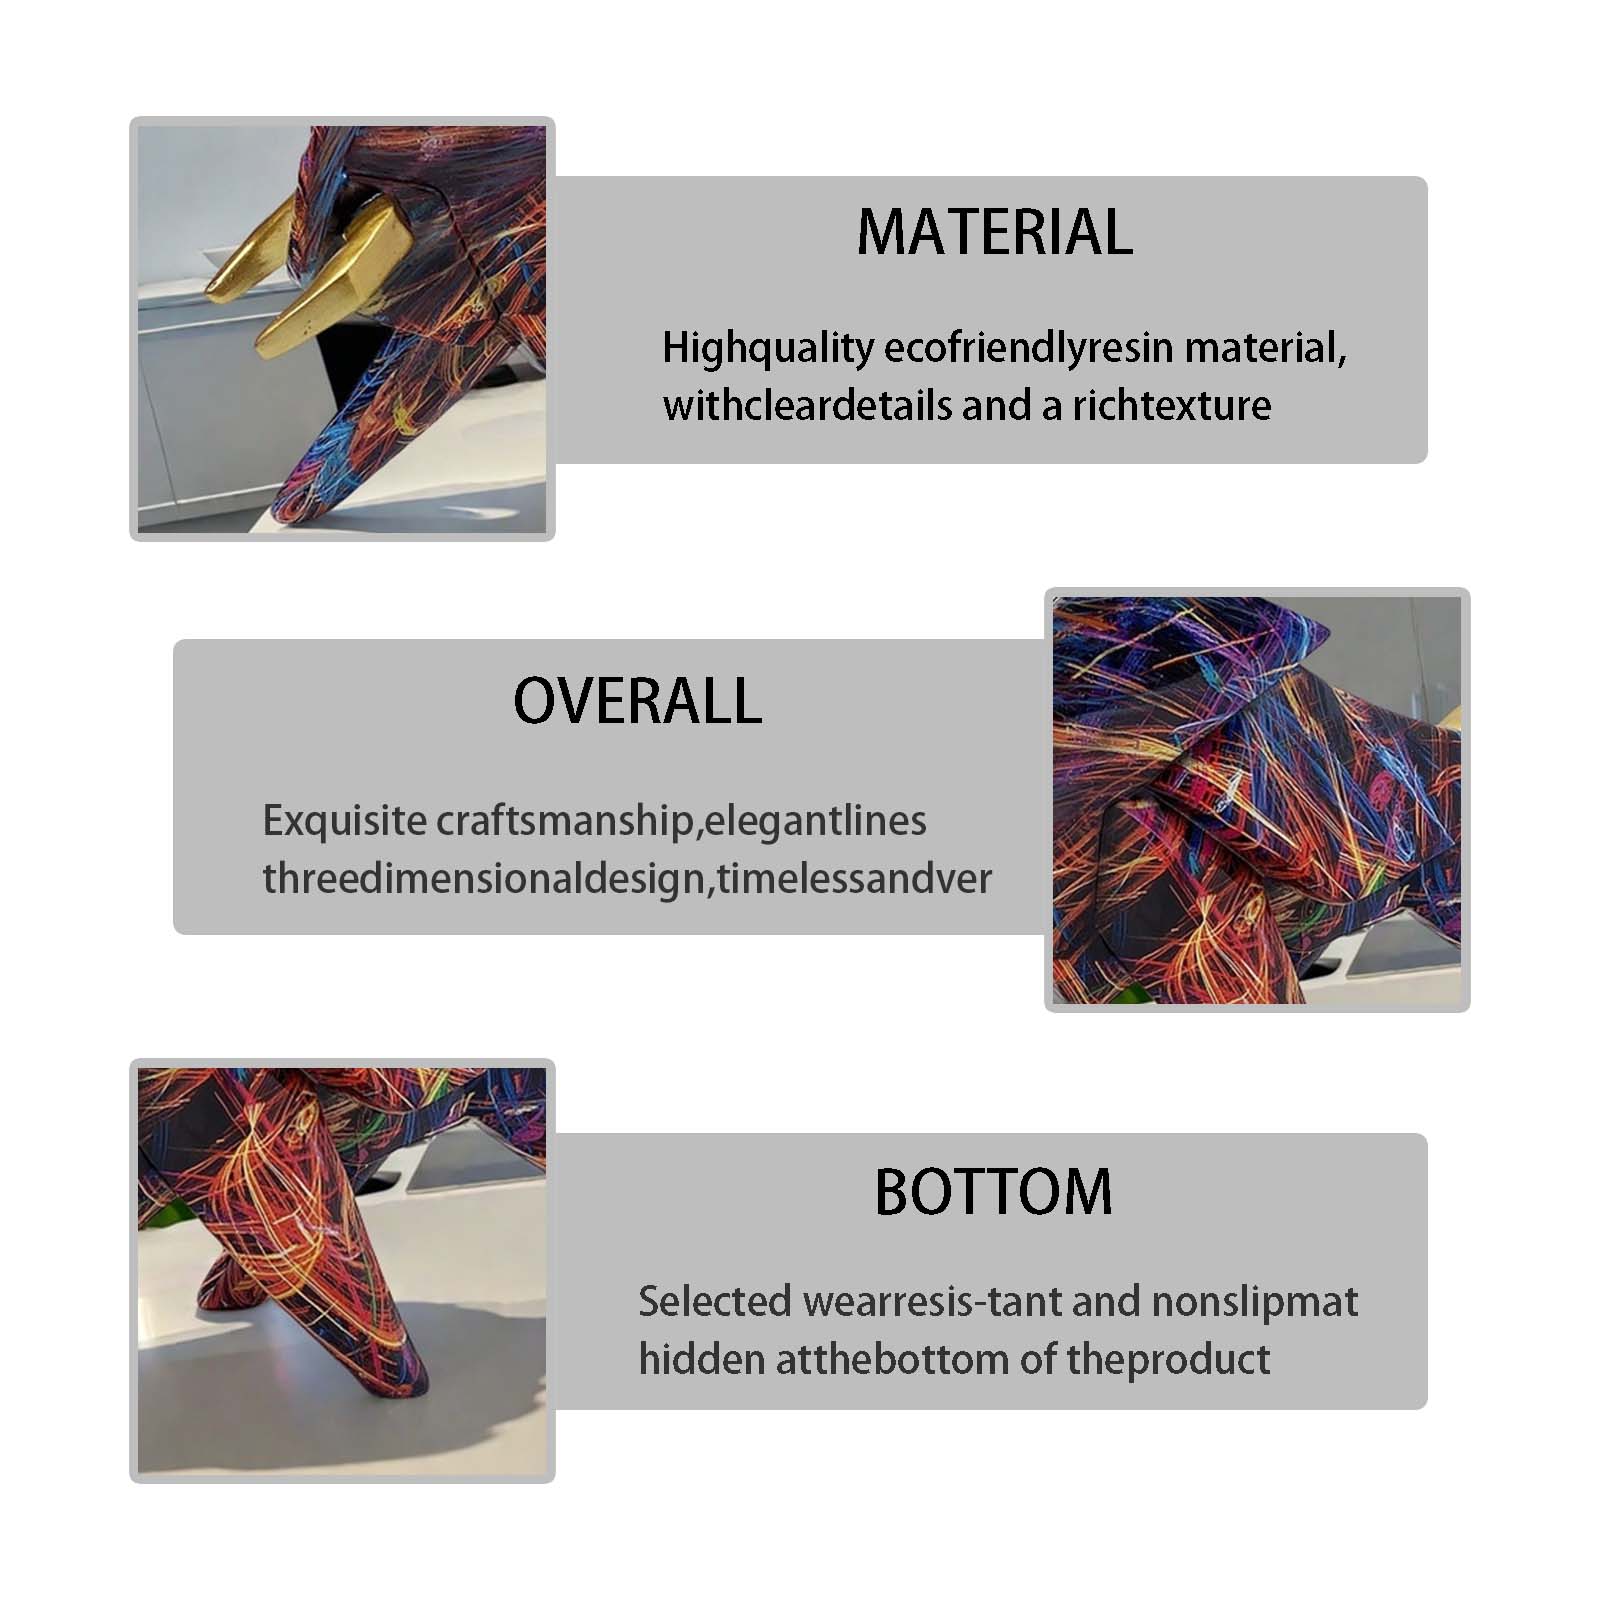 MATERIAL
Highquality ecofriendlyresin material,
withcleardetails and a richtexture
OVERALL
Exquisite craftsmanship,elegantlines
threedimensionaldesign,timelessandver
BOTTOM
Selected wearresis-tant and nonslipmat
hidden atthebottom of theproduct